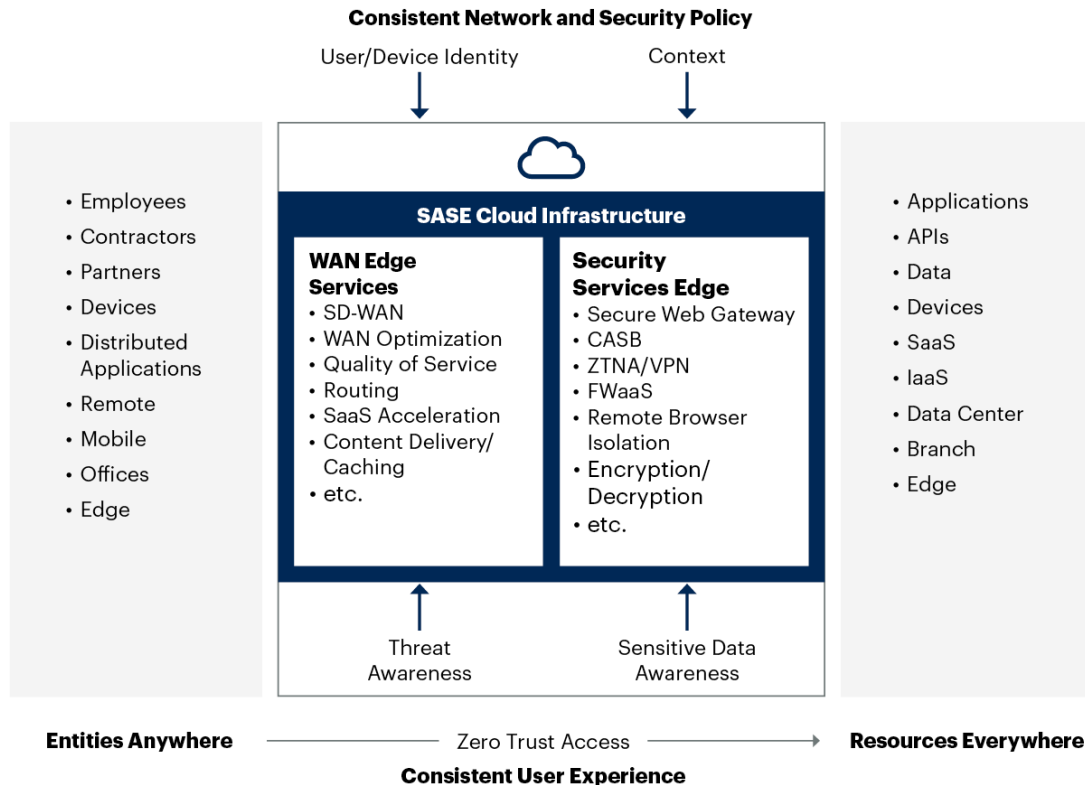 Consistent Network and Security Policy
User/Device Identity
Context
• Employees
• Contractors
• Partners
• Devices
• Distributed
Applications
• Remote
• Mobile
• Offices
• Edge
SASE Cloud Infrastructure
WAN Edge
Services
• SD-WAN
• WAN Optimization
• Quality of Service
• Routing
• SaaS Acceleration
• Content Delivery/
Caching
• etc.
Security
Services Edge
• Secure Web Gateway
• CASB
• ZTNA/VPN
• FWaaS
• Remote Browser
Isolation
• Encryption/
Decryption
• etc.
• Applications
• APIs
• Data
• Devices
• SaaS
• IaaS
• Data Center
• Branch
• Edge
Threat
Awareness
Sensitive Data
Awareness
Entities Anywhere
Zero Trust Access
Resources Everywhere
Consistent User Experience